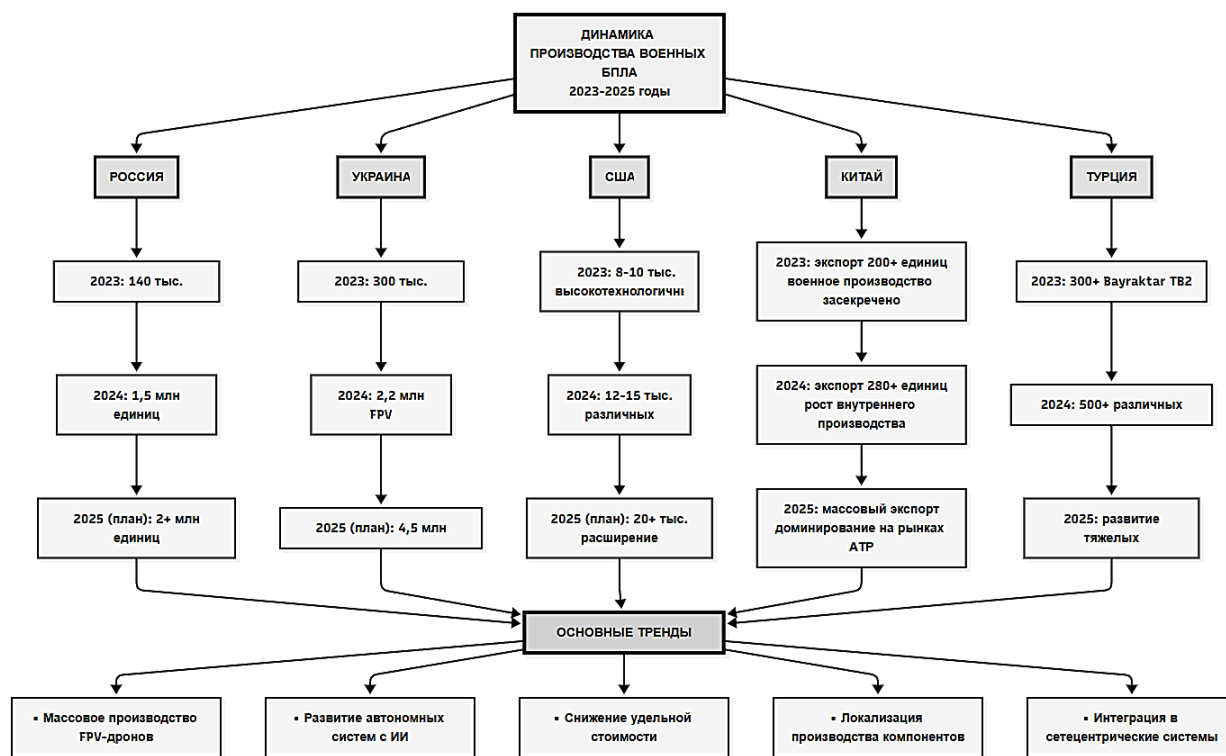 ДИНАМИКА
ПРОИЗВОДСТВА ВОЕННЫХ
БПЛА
2023-2025 годы
РОССИЯ
УКРАИНА
США
КИТАЙ
ТУРЦИЯ
2023: 140 тыс.
2023: 300 тыс.
2023: 8-10 тыс.
высокотехнологичны
2023: экспорт 200+ единиц
военное производство
засекречено
2023: 300+ Bayraktar TB2
2024: 1,5 млн
единиц
2024: 2,2 млн
FPV
2024: 12-15 тыс.
различных
2024: экспорт 280+ единиц
рост внутреннего
производства
2024: 500+ различных
2025 (план): 2+ млн
единиц
2025 (план): 4,5 млн
2025 (план): 20+ тыс.
расширение
2025: массовый экспорт
доминирование на рынках
АТР
2025: развитие
тяжелых
ОСНОВНЫЕ ТРЕНДЫ
▪ Массовое производство
FPV-дронов
▪ Развитие автономных
систем с ИИ
▪ Снижение удельной
стоимости
▪ Локализация
производства компонентов
▪ Интеграция в
сетецентрические системы